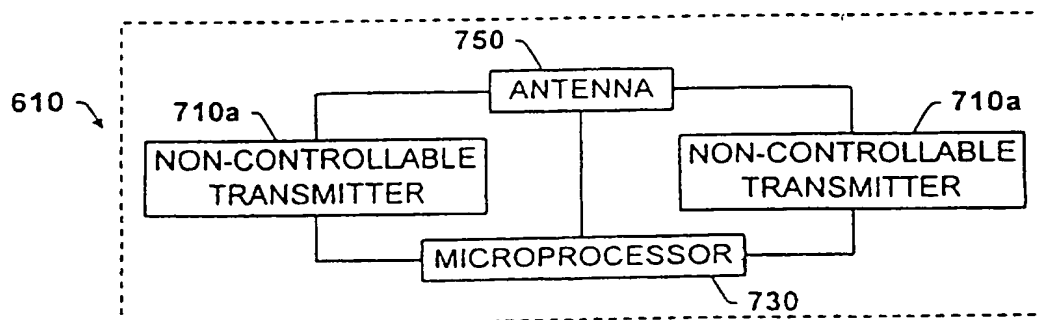 750
ANTENNA
610
710a
710a
NON-CONTROLLABLE
TRANSMITTER
NON-CONTROLLABLE
TRANSMITTER
MICROPROCESSOR
730